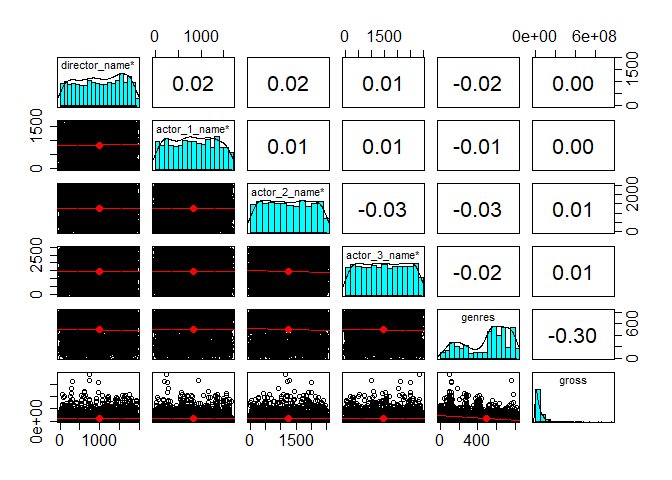 0 1000 0 1500 0e+00 6e+08
director_name* 0.02 0.02 0.01 -0.02 0.00 0 1000 2000
0 1500 actor_1_name* 0.01 0.01 -0.01 0.00
actor_2_name* -0.03 -0.03 0.01 0 2000
0 1500 actor_3_name* -0.02 0.01
genres -0.30 0 600
0e+00 gross
0 1000 0 1500 0 400